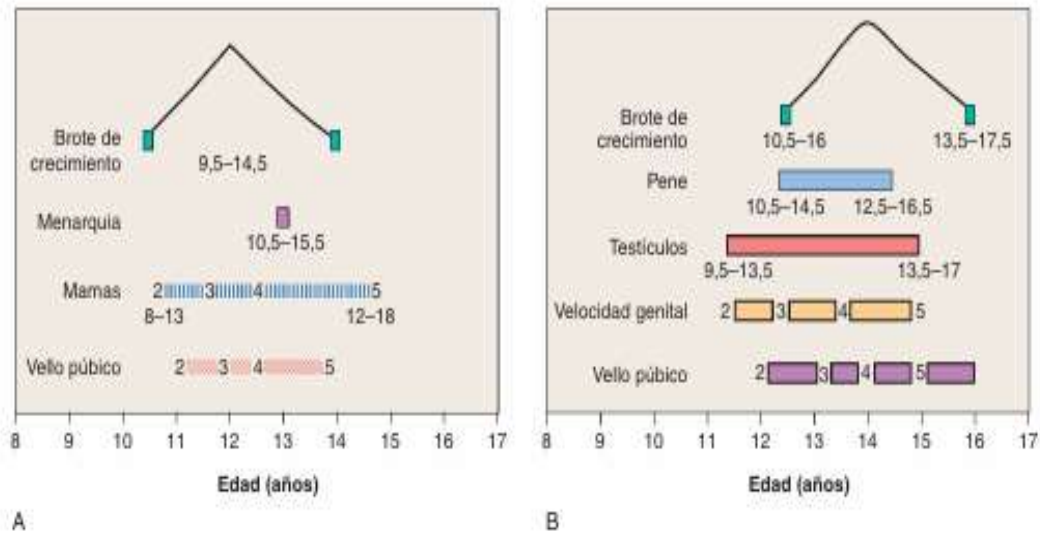 Brote de
crecimiento
9,5–14,5
Menarquia
10,5–15,5
Mamas
2 3 4 5
8–13 12–18
Vello púbico
2 3 4 5
8 9 10 11 12 13 14 15 16 17
Edad (años)
A
Brote de
crecimiento
10,5–16 13,5–17,5
Pene
10,5–14,5 12,5–16,5
Testículos
9,5–13,5 13,5–17
Velocidad genital
2 3 4 5
Vello púbico
2 3 4 5
8 9 10 11 12 13 14 15 16 17
Edad (años)
B